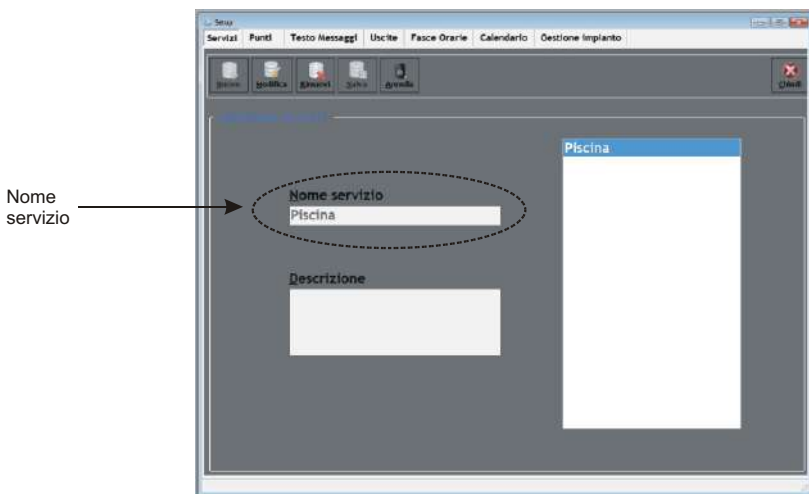 Setup
Servizi Punti Testo Messaggi Uscite Fasce Orarie Calendario Gestione Impianto
Nuovo Modifica Rimuovi Salva Annulla Chiudi
Piscina
Nome servizio
Nome servizio
Piscina
Descrizione